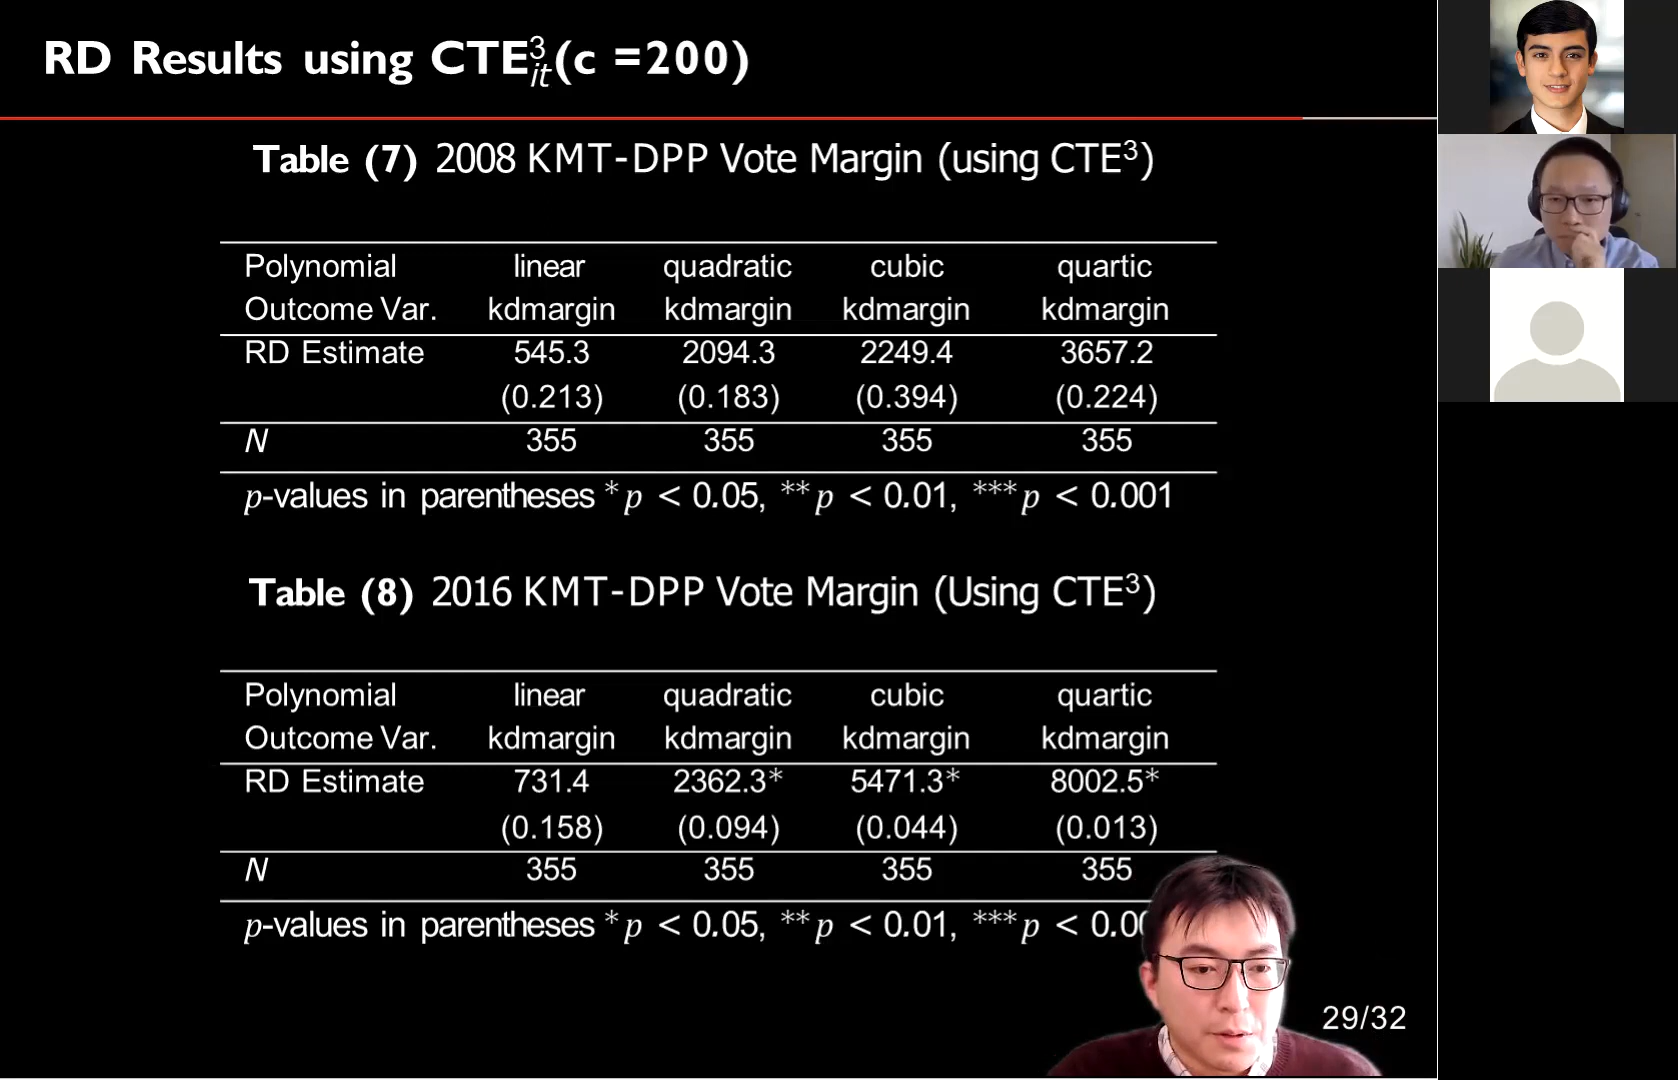 RD Results using CTE³ᵢₜ(c =200)
Table (7) 2008 KMT-DPP Vote Margin (using CTE³)
Polynomial linear quadratic cubic quartic
Outcome Var. kdmargin kdmargin kdmargin kdmargin
RD Estimate 545.3 2094.3 2249.4 3657.2
(0.213) (0.183) (0.394) (0.224)
N 355 355 355 355
p-values in parentheses *p < 0.05, **p < 0.01, ***p < 0.001
Table (8) 2016 KMT-DPP Vote Margin (Using CTE³)
Polynomial linear quadratic cubic quartic
Outcome Var. kdmargin kdmargin kdmargin kdmargin
RD Estimate 731.4 2362.3* 5471.3* 8002.5*
(0.158) (0.094) (0.044) (0.013)
N 355 355 355 355
p-values in parentheses *p < 0.05, **p < 0.01, ***p <
29/32